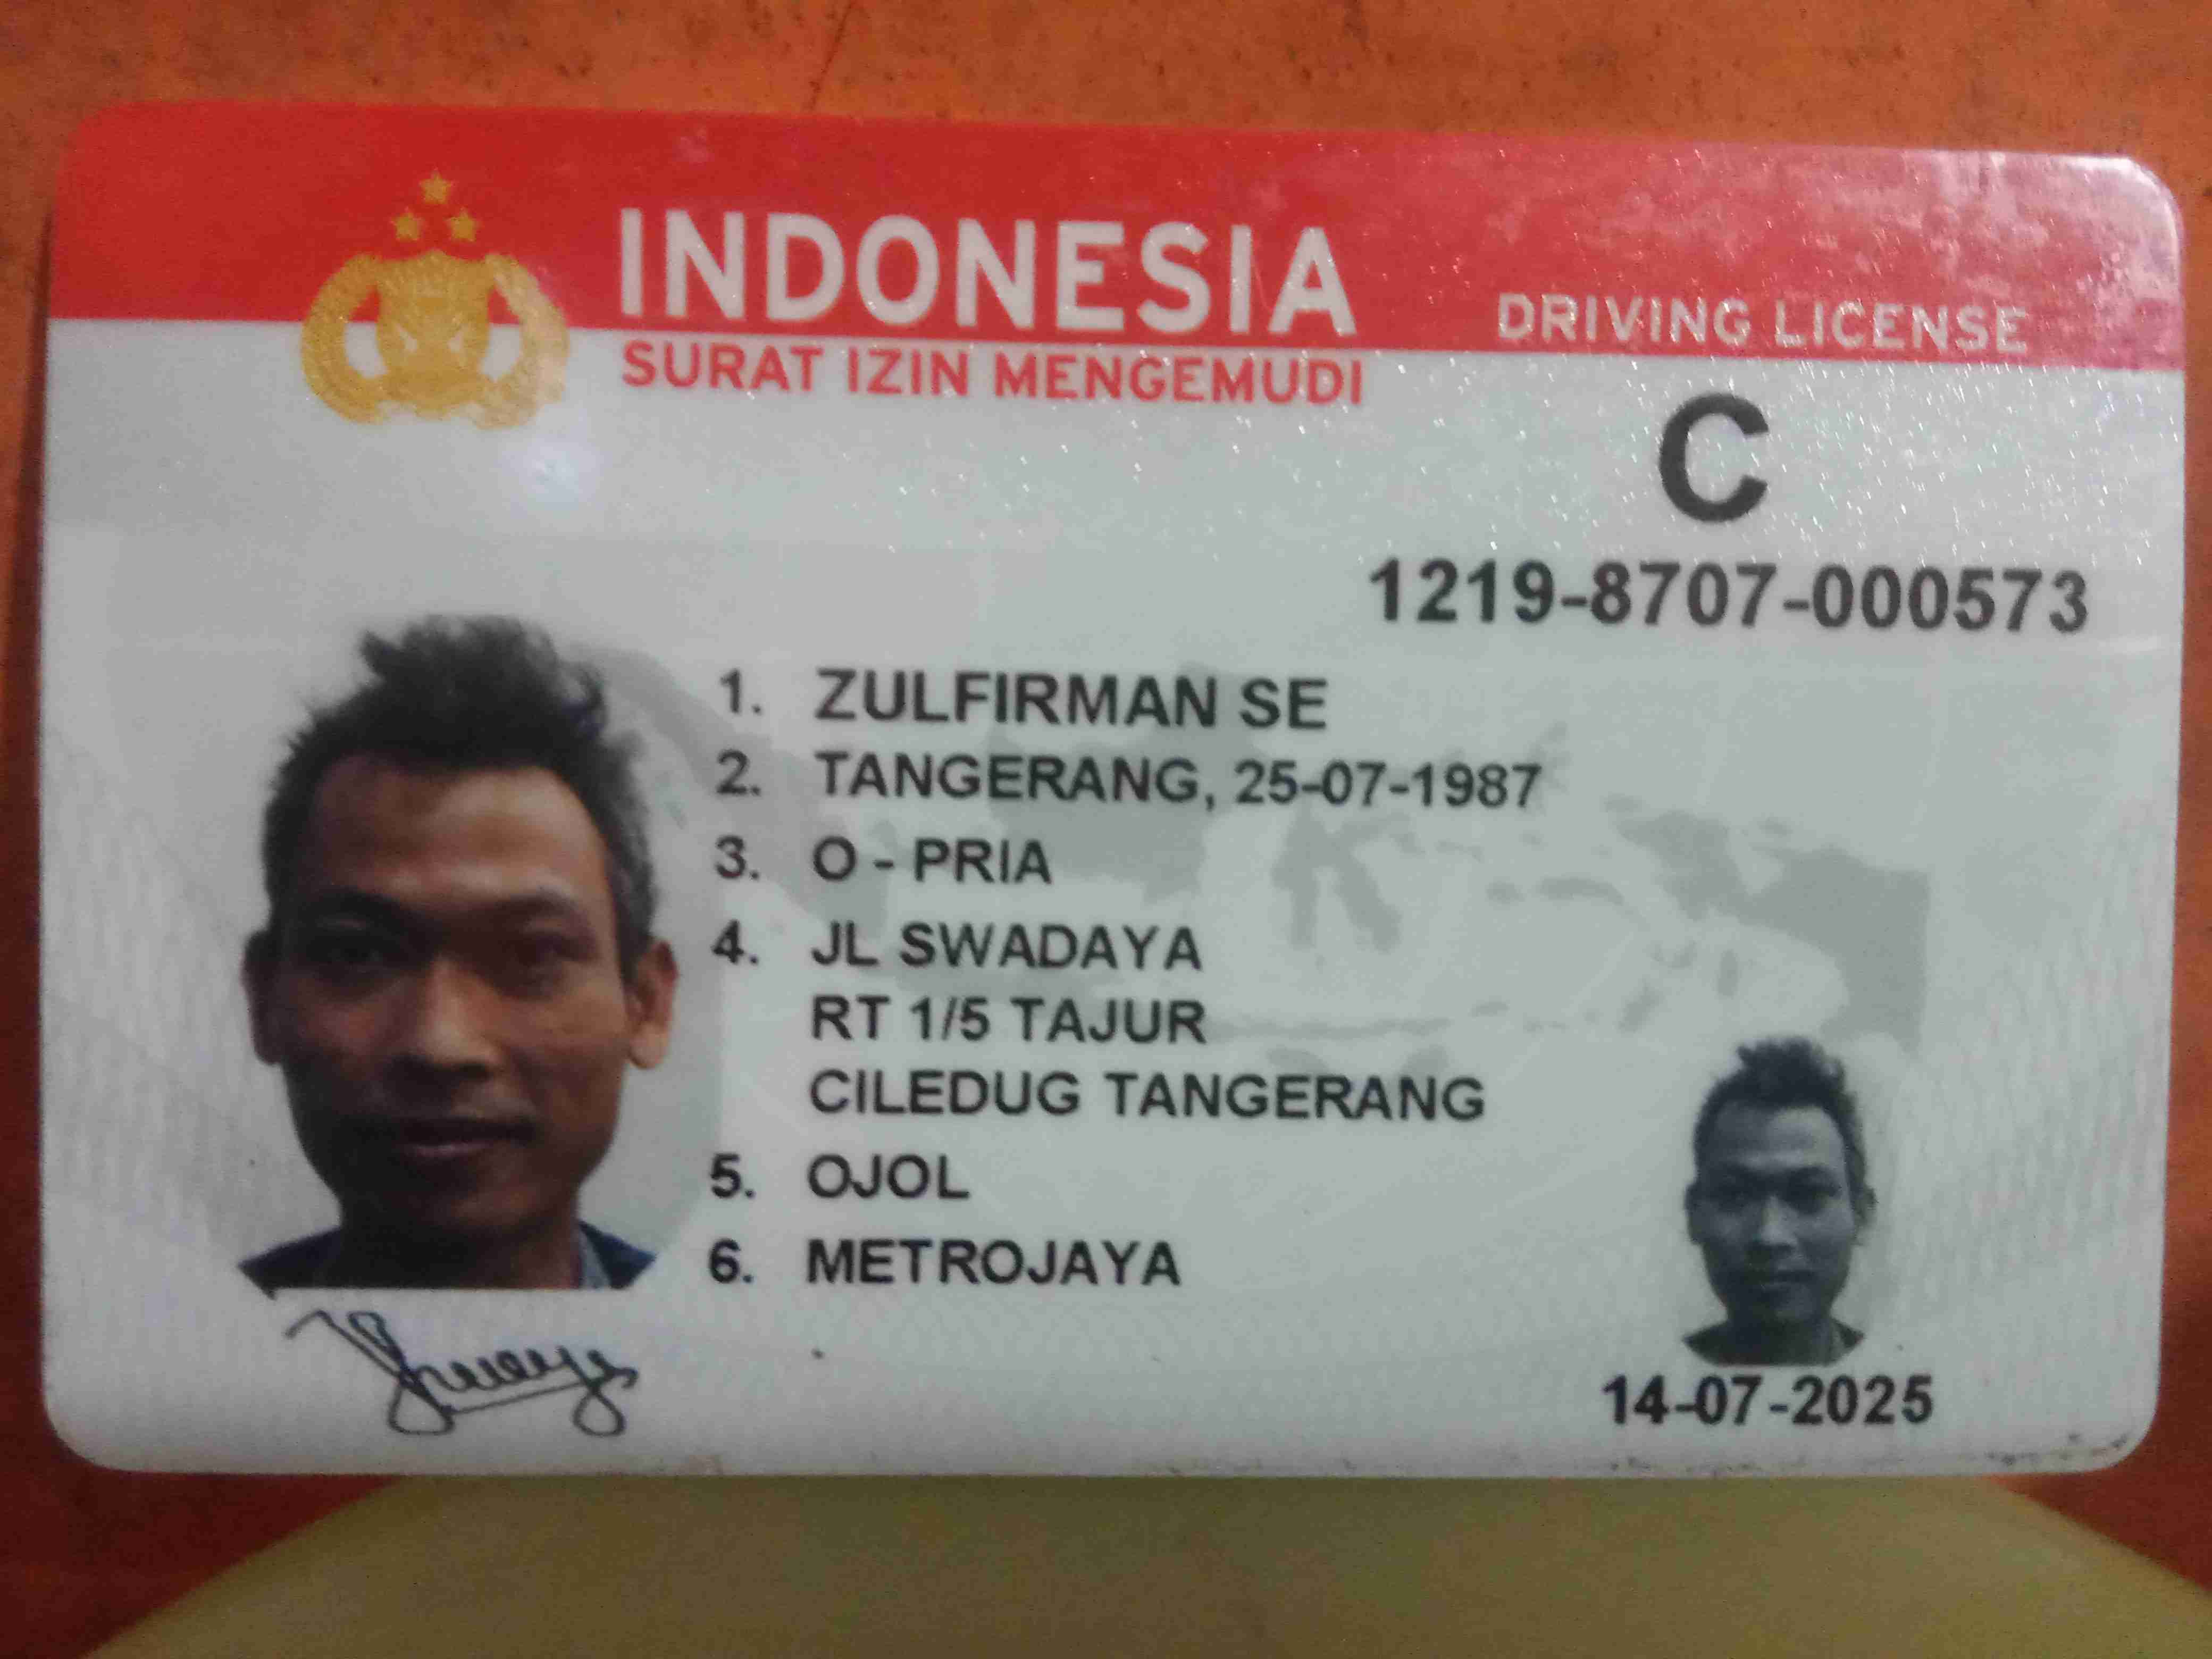 INDONESIA
SURAT IZIN MENGEMUDI
DRIVING LICENSE
C
1219-8707-000573
1. ZULFIRMAN SE
2. TANGERANG, 25-07-1987
3. O - PRIA
4. JL SWADAYA
RT 1/5 TAJUR
CILEDUG TANGERANG
5. OJOL
6. METROJAYA
14-07-2025